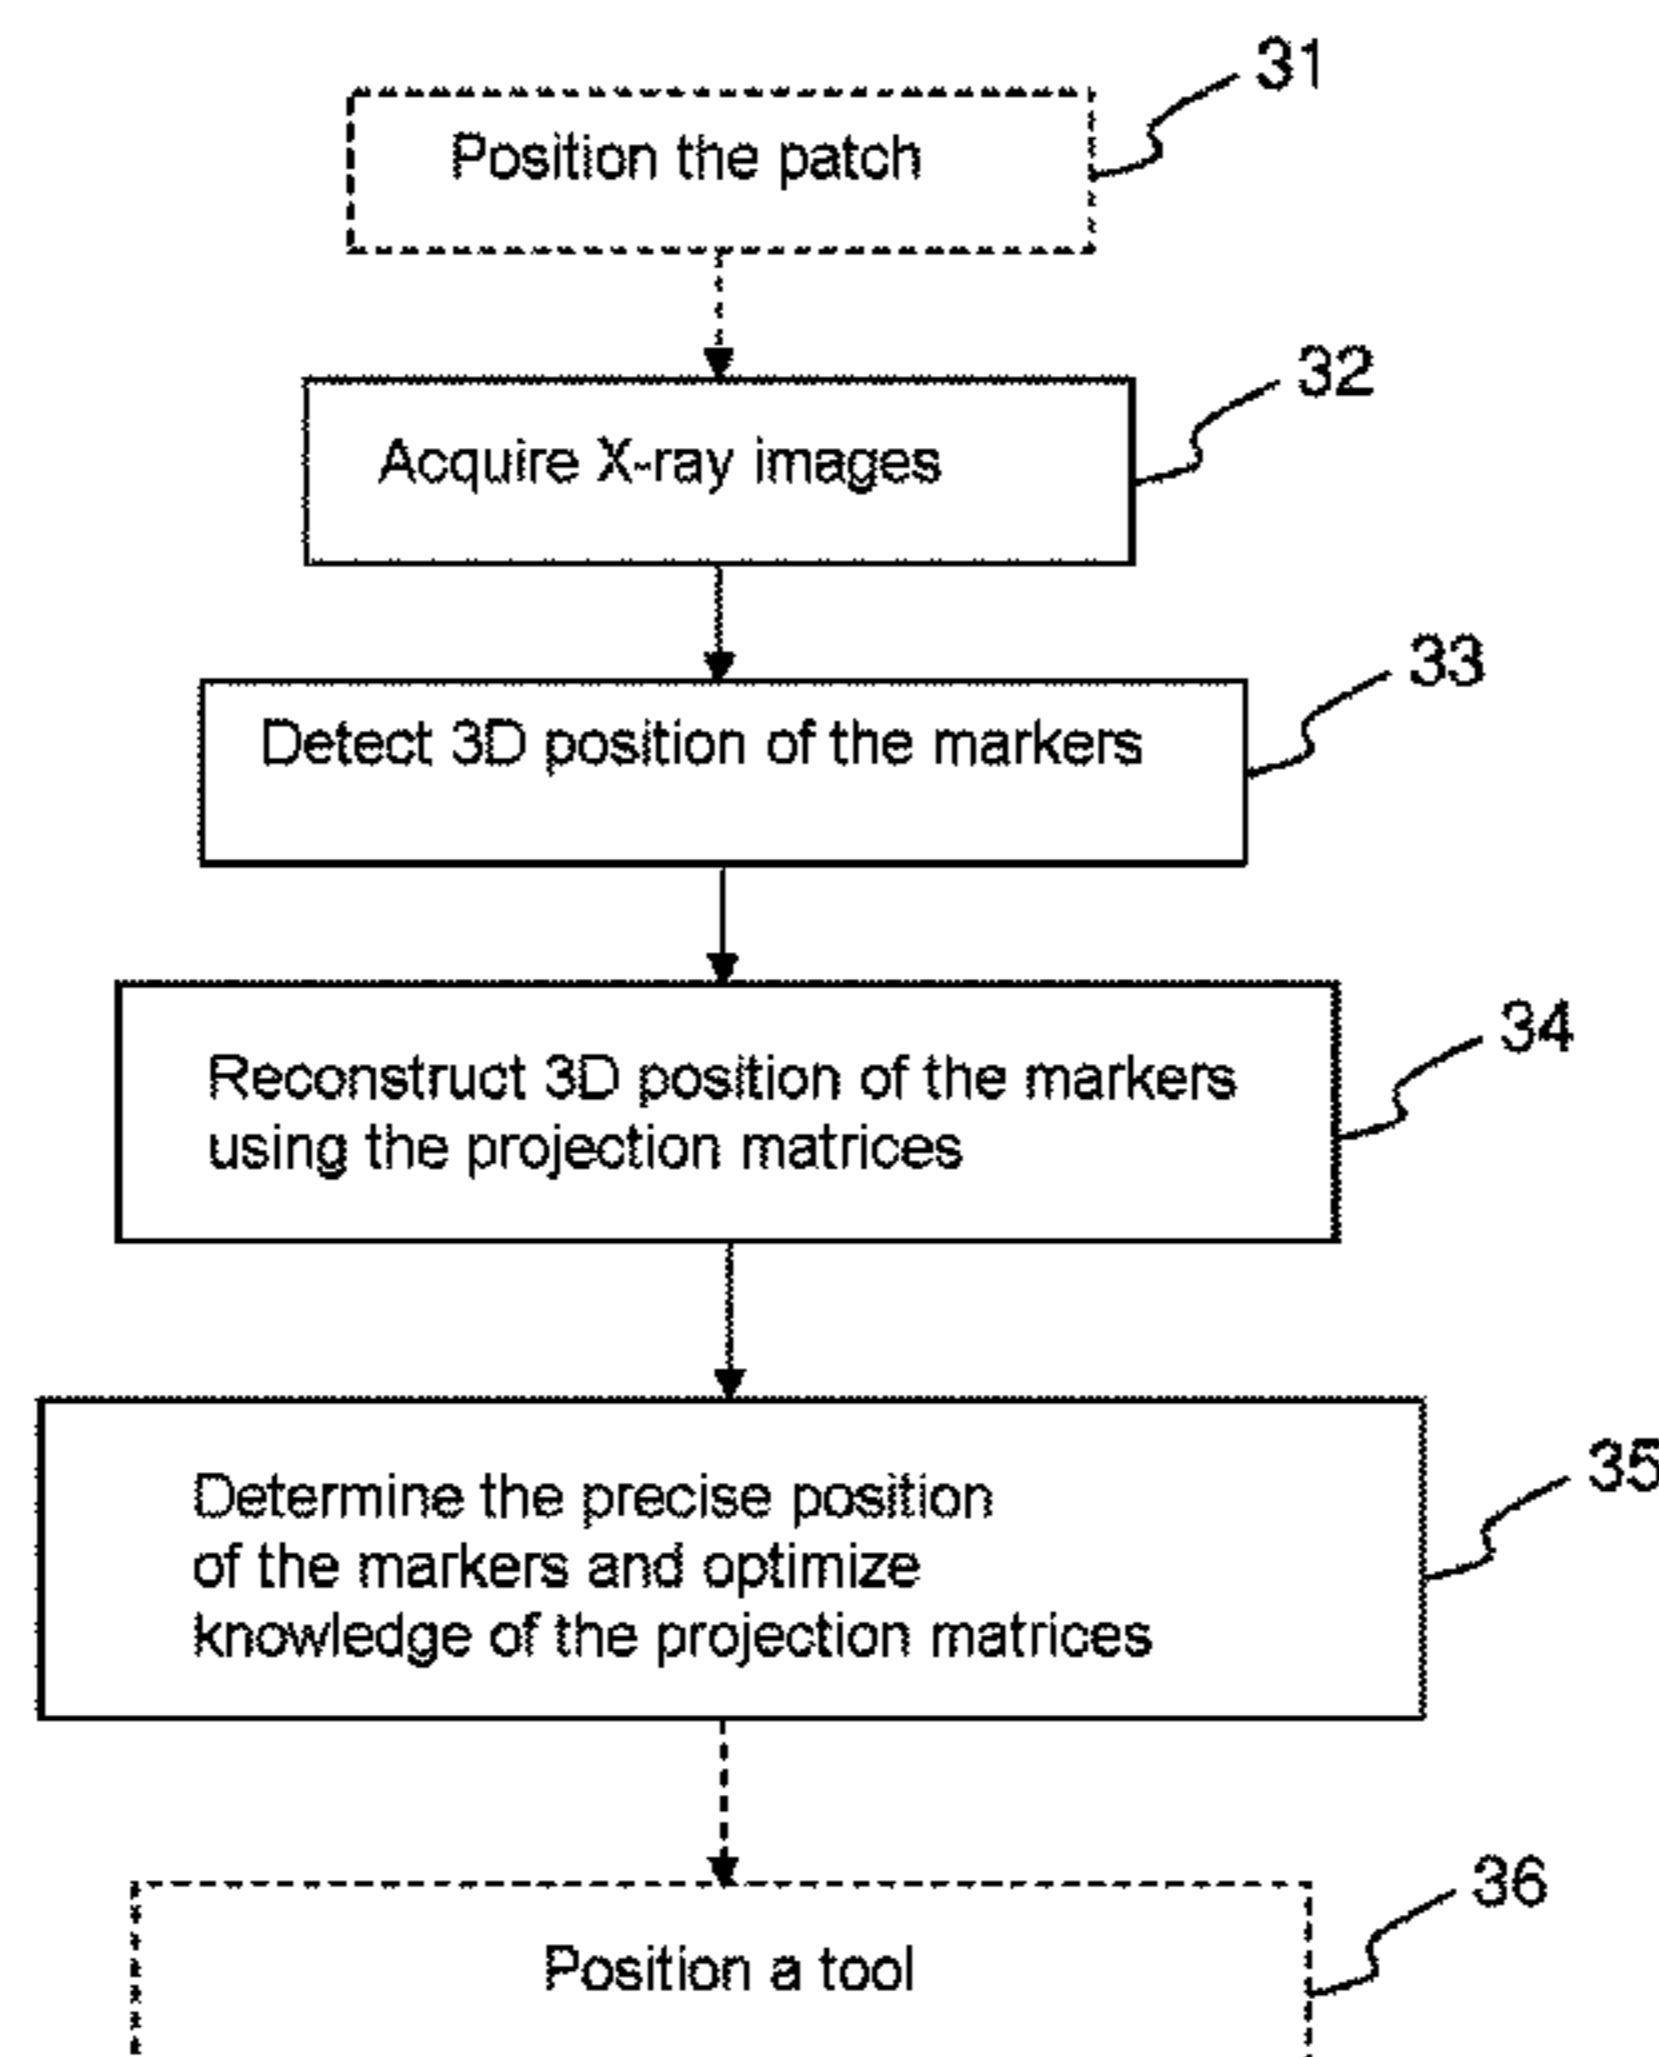 31
Position the patch
32
Acquire X-ray images
33
Detect 3D position of the markers
34
Reconstruct 3D position of the markers
using the projection matrices
35
Determine the precise position
of the markers and optimize
knowledge of the projection matrices
36
Position a tool